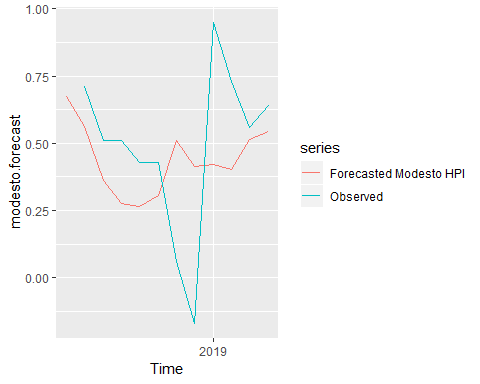 1.00
0.75
0.50
0.25
0.00
modesto.forecast
2019
Time
series
Forecasted Modesto HPI
Observed